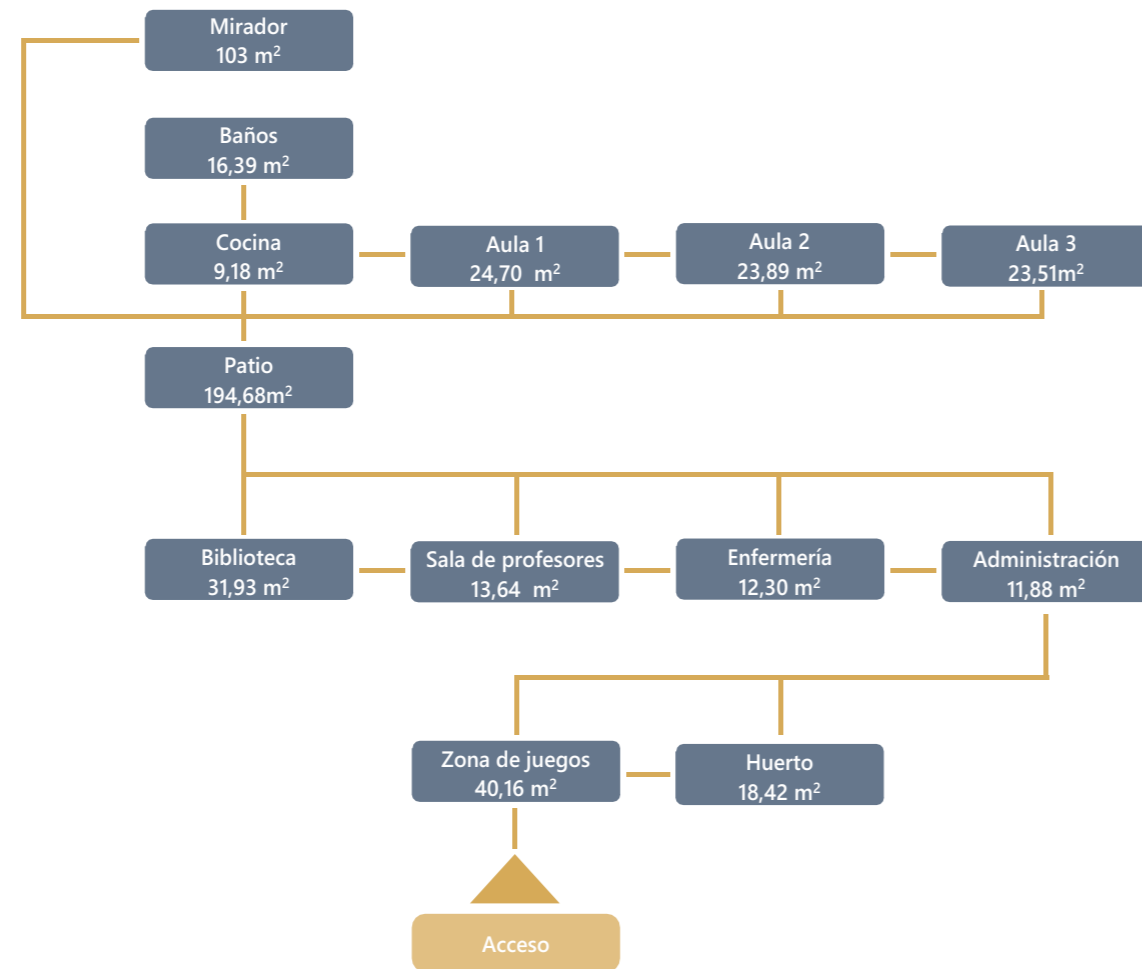 Mirador
103 m²
Baños
16,39 m²
Cocina
9,18 m²
Aula 1
24,70 m²
Aula 2
23,89 m²
Aula 3
23,51m²
Patio
194,68m²
Biblioteca
31,93 m²
Sala de profesores
13,64 m²
Enfermería
12,30 m²
Administración
11,88 m²
Zona de juegos
40,16 m²
Huerto
18,42 m²
Acceso